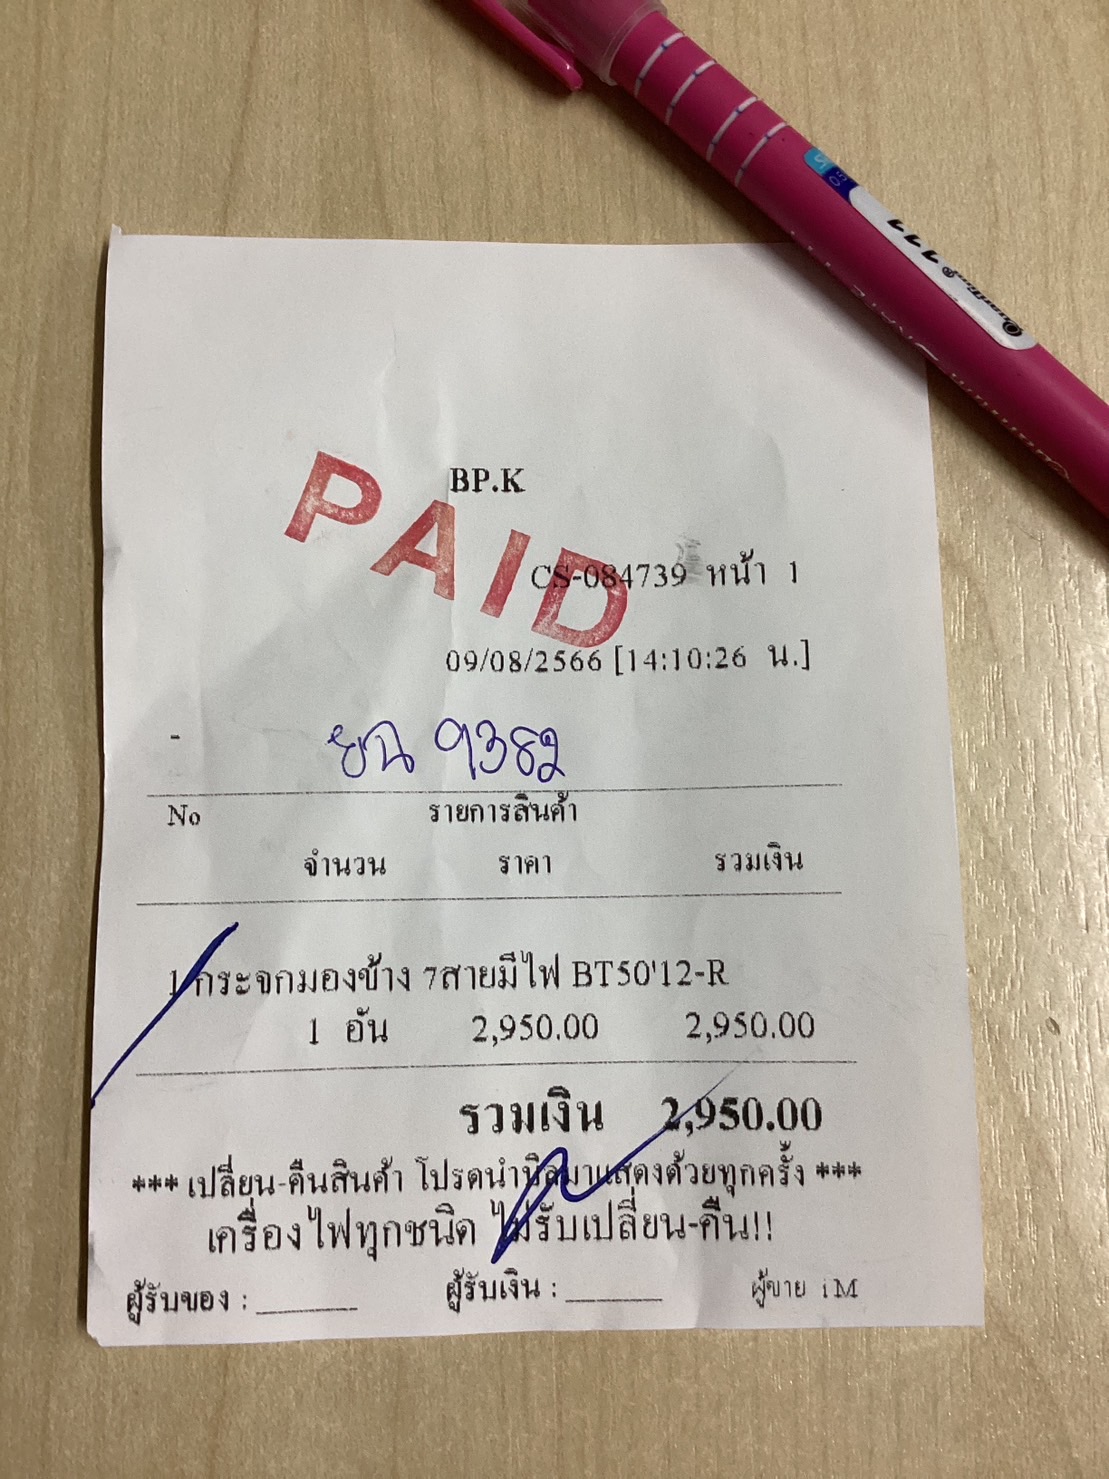 BP.K
PAID
CS-084739 หน้า 1
09/08/2566 [14:10:26 น.]
-
ยฉ 9382
No รายการสินค้า
จำนวน ราคา รวมเงิน
1 กระจกมองข้าง 7สายมีไฟ BT50'12-R
1 อัน 2,950.00 2,950.00
รวมเงิน 2,950.00
*** เปลี่ยน-คืนสินค้า โปรดนำบิลมาแสดงด้วยทุกครั้ง ***
เครื่องไฟทุกชนิด ไม่รับเปลี่ยน-คืน!!
ผู้รับของ : ______ ผู้รับเงิน : ______ ผู้ขาย iM
Quantum
111
05